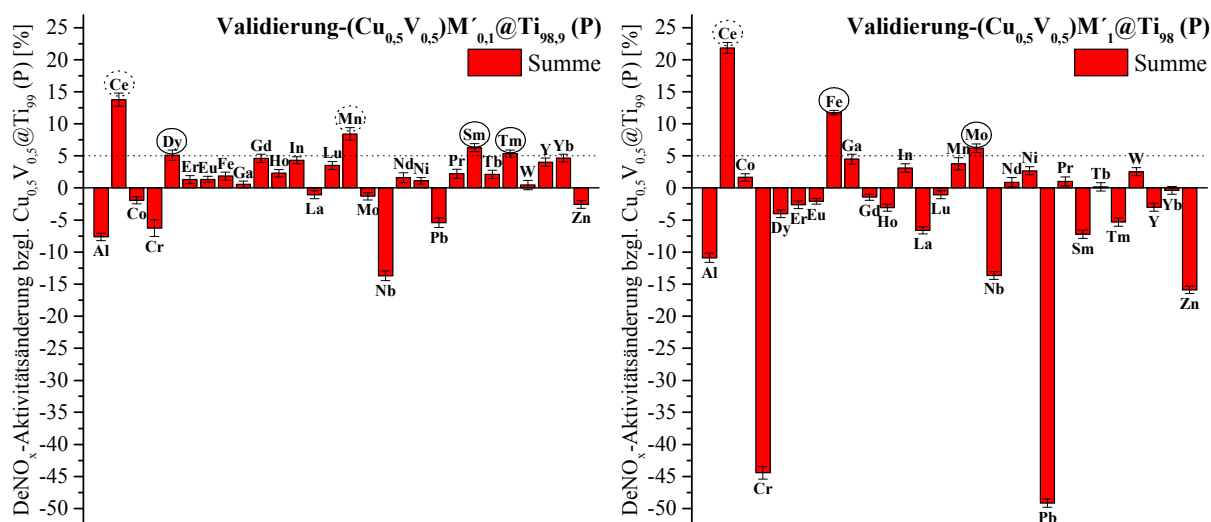 Validierung-(Cu0,5V0,5)M´0,1@Ti98,9 (P)
Summe
DeNOx-Aktivitätsänderung bzgl. Cu0,5V0,5@Ti99 (P) [%]
25
20
15
10
5
0
-5
-10
-15
-20
-25
-30
-35
-40
-45
-50
Al
Ce
Co
Cr
Dy
Er
Eu
Fe
Ga
Gd
Ho
In
La
Lu
Mn
Mo
Nb
Nd
Ni
Pb
Pr
Sm
Tb
Tm
W
Y
Yb
Zn
Validierung-(Cu0,5V0,5)M´1@Ti98 (P)
Summe
DeNOx-Aktivitätsänderung bzgl. Cu0,5V0,5@Ti99 (P) [%]
25
20
15
10
5
0
-5
-10
-15
-20
-25
-30
-35
-40
-45
-50
Al
Ce
Co
Cr
Dy
Er
Eu
Fe
Ga
Gd
Ho
In
La
Lu
Mn
Mo
Nb
Nd
Ni
Pb
Pr
Sm
Tb
Tm
W
Y
Yb
Zn